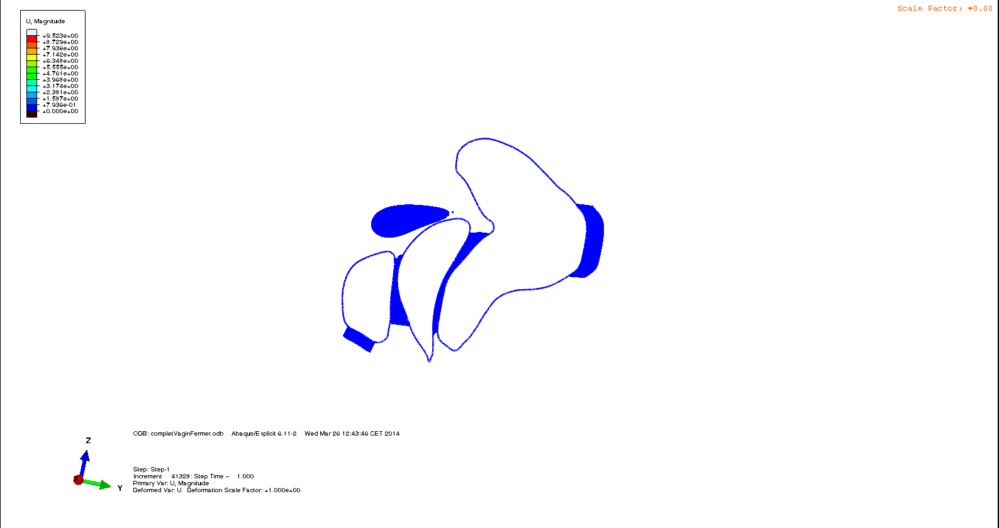 Scale Factor: +0.00
U, Magnitude
+9.523e+00
+8.729e+00
+7.936e+00
+7.142e+00
+6.348e+00
+5.555e+00
+4.761e+00
+3.968e+00
+3.174e+00
+2.381e+00
+1.587e+00
+7.936e-01
+0.000e+00
ODB: completVaginFermer.odb    Abaqus/Explicit 6.11-2    Wed Mar 26 12:43:46 CET 2014
Z
X
Y
Step: Step-1
Increment    41328: Step Time =    1.000
Primary Var: U, Magnitude
Deformed Var: U   Deformation Scale Factor: +1.000e+00